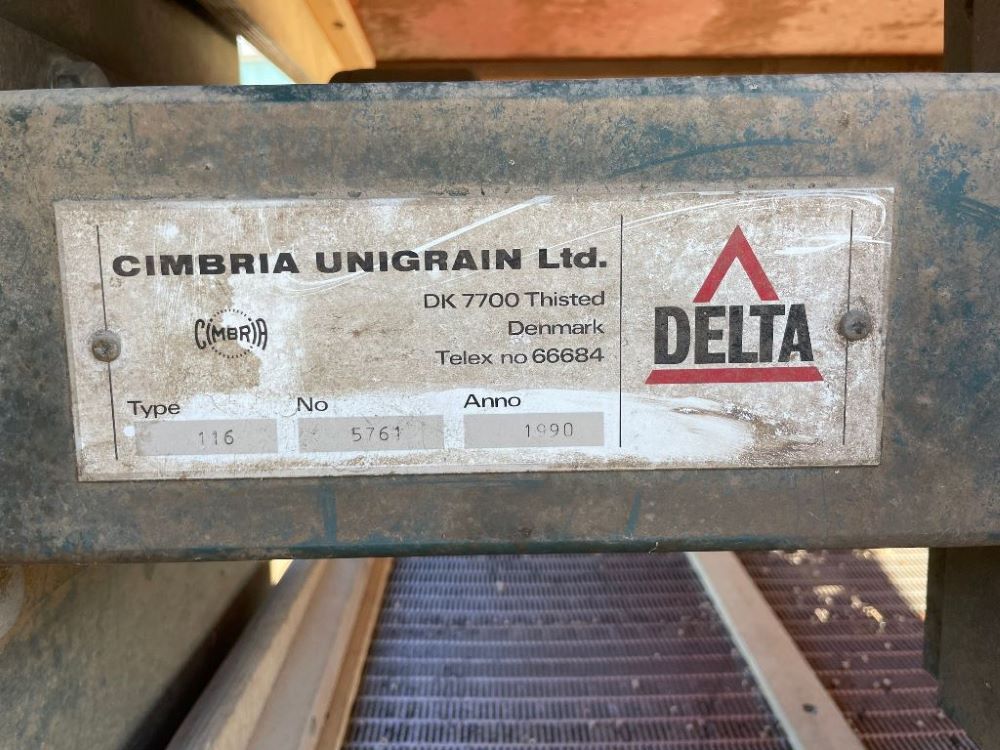 CIMBRIA UNIGRAIN Ltd.
DK 7700 Thisted
Denmark
Telex no 66684
CIMBRIA
Type No Anno
116 5761 1990
DELTA